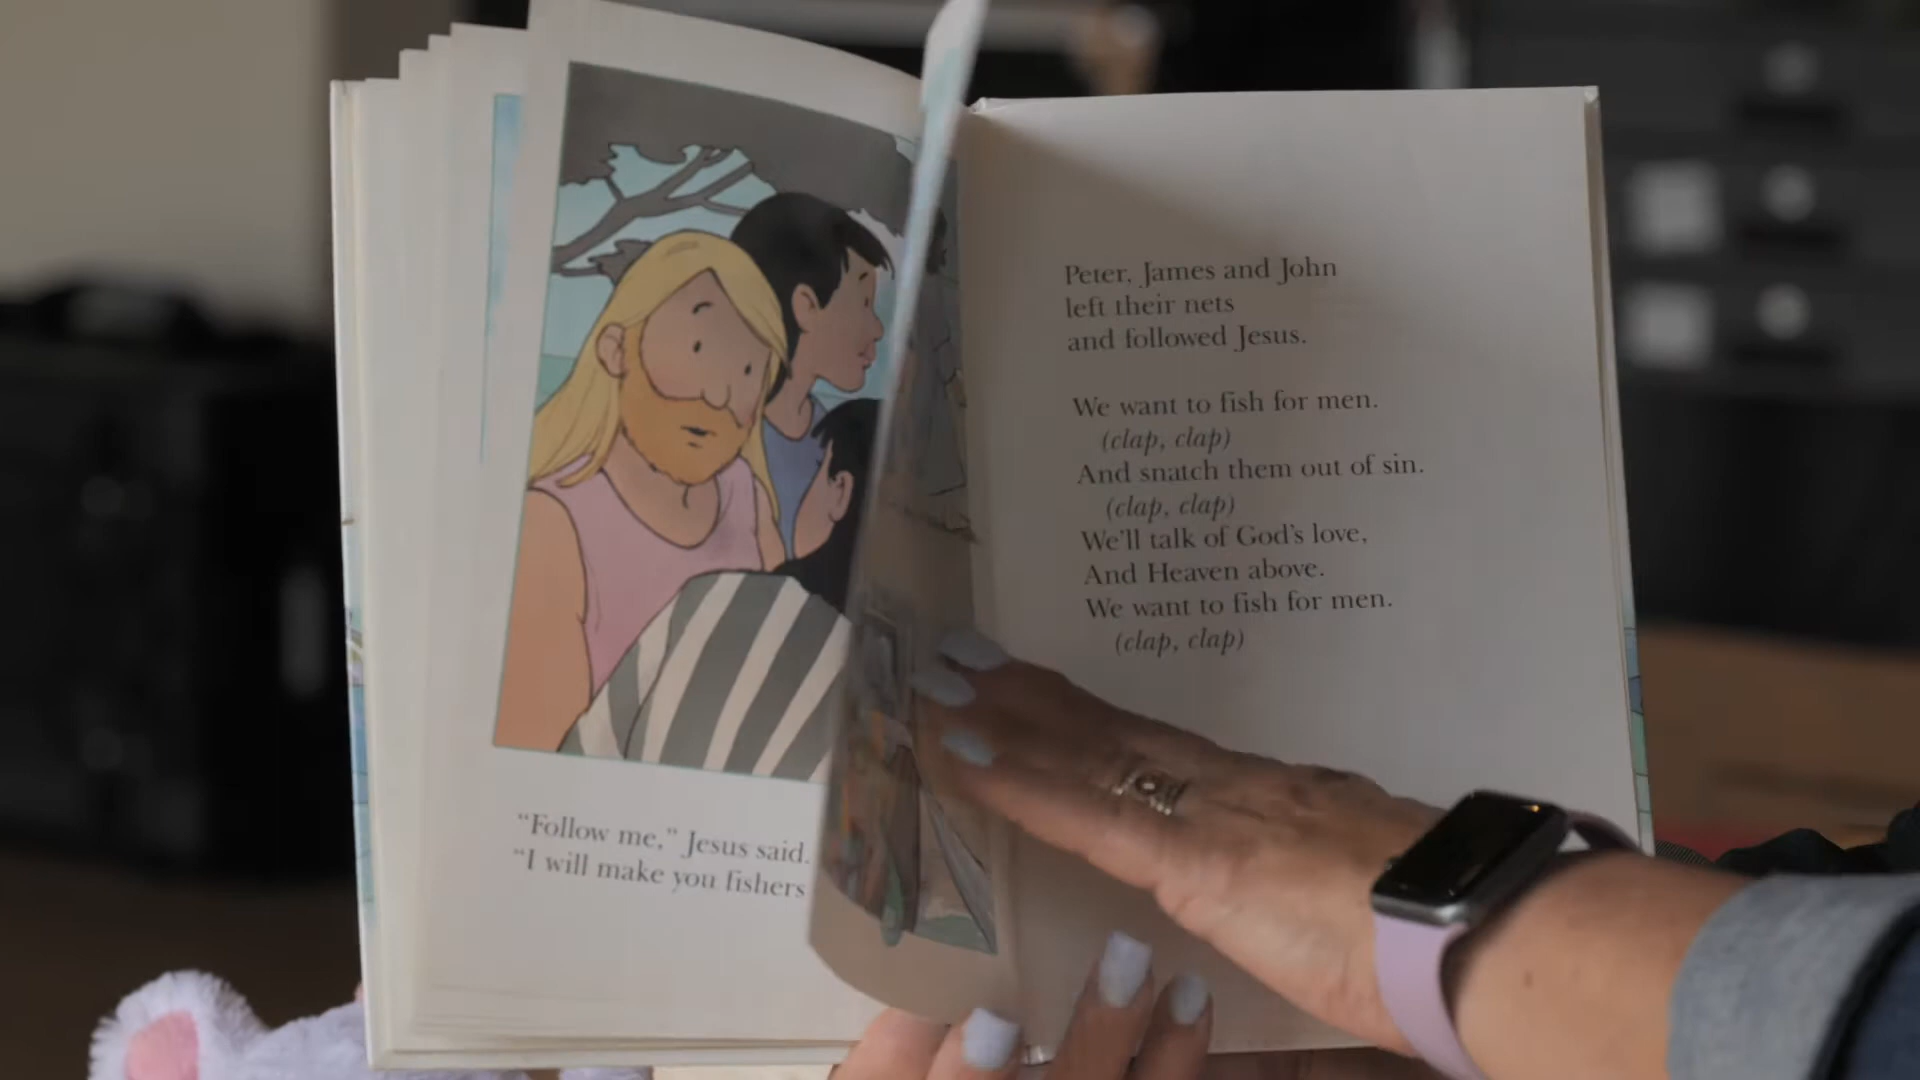 “Follow me,” Jesus said.
“I will make you fishers
Peter, James and John
left their nets
and followed Jesus.
We want to fish for men.
(clap, clap)
And snatch them out of sin.
(clap, clap)
We’ll talk of God’s love,
And Heaven above.
We want to fish for men.
(clap, clap)